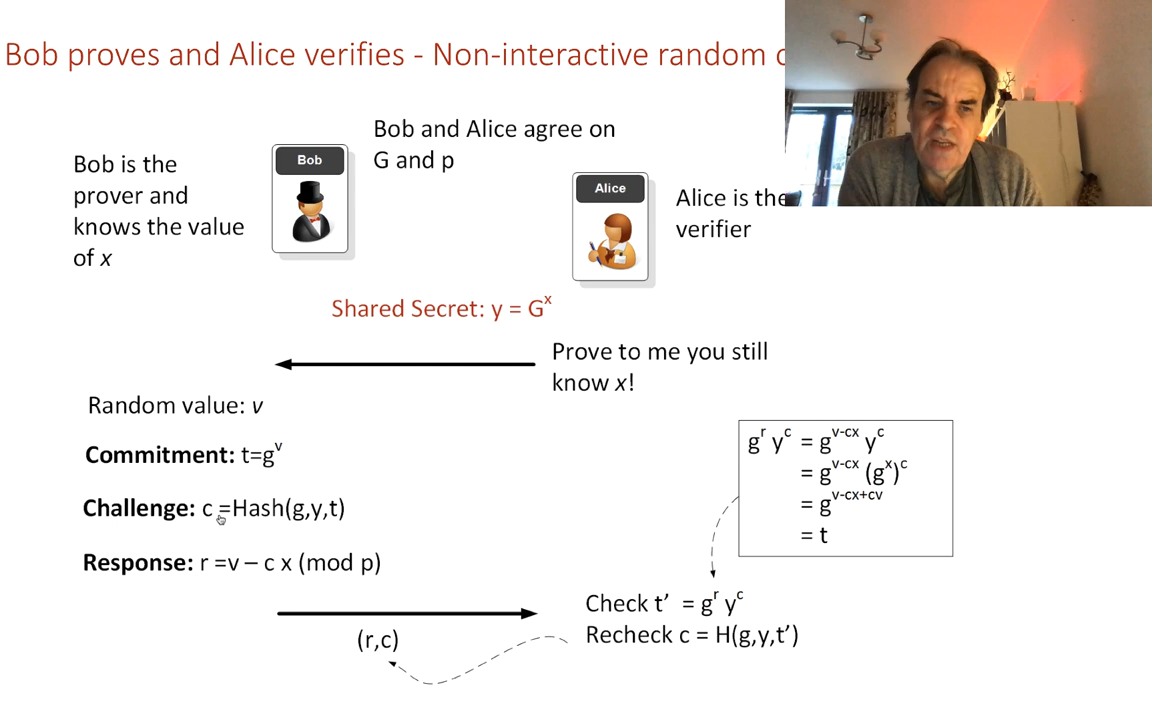 Bob proves and Alice verifies - Non-interactive random
Bob and Alice agree on
G and p
Bob is the
prover and
knows the value
of x
Bob
Alice
Alice is the
verifier
Shared Secret: y = G^x
Prove to me you still
know x!
Random value: v
Commitment: t=g^v
Challenge: c =Hash(g,y,t)
Response: r =v – c x (mod p)
(r,c)
g^r y^c = g^v-cx y^c
= g^v-cx (g^x)^c
= g^v-cx+cv
= t
Check t’ = g^r y^c
Recheck c = H(g,y,t’)